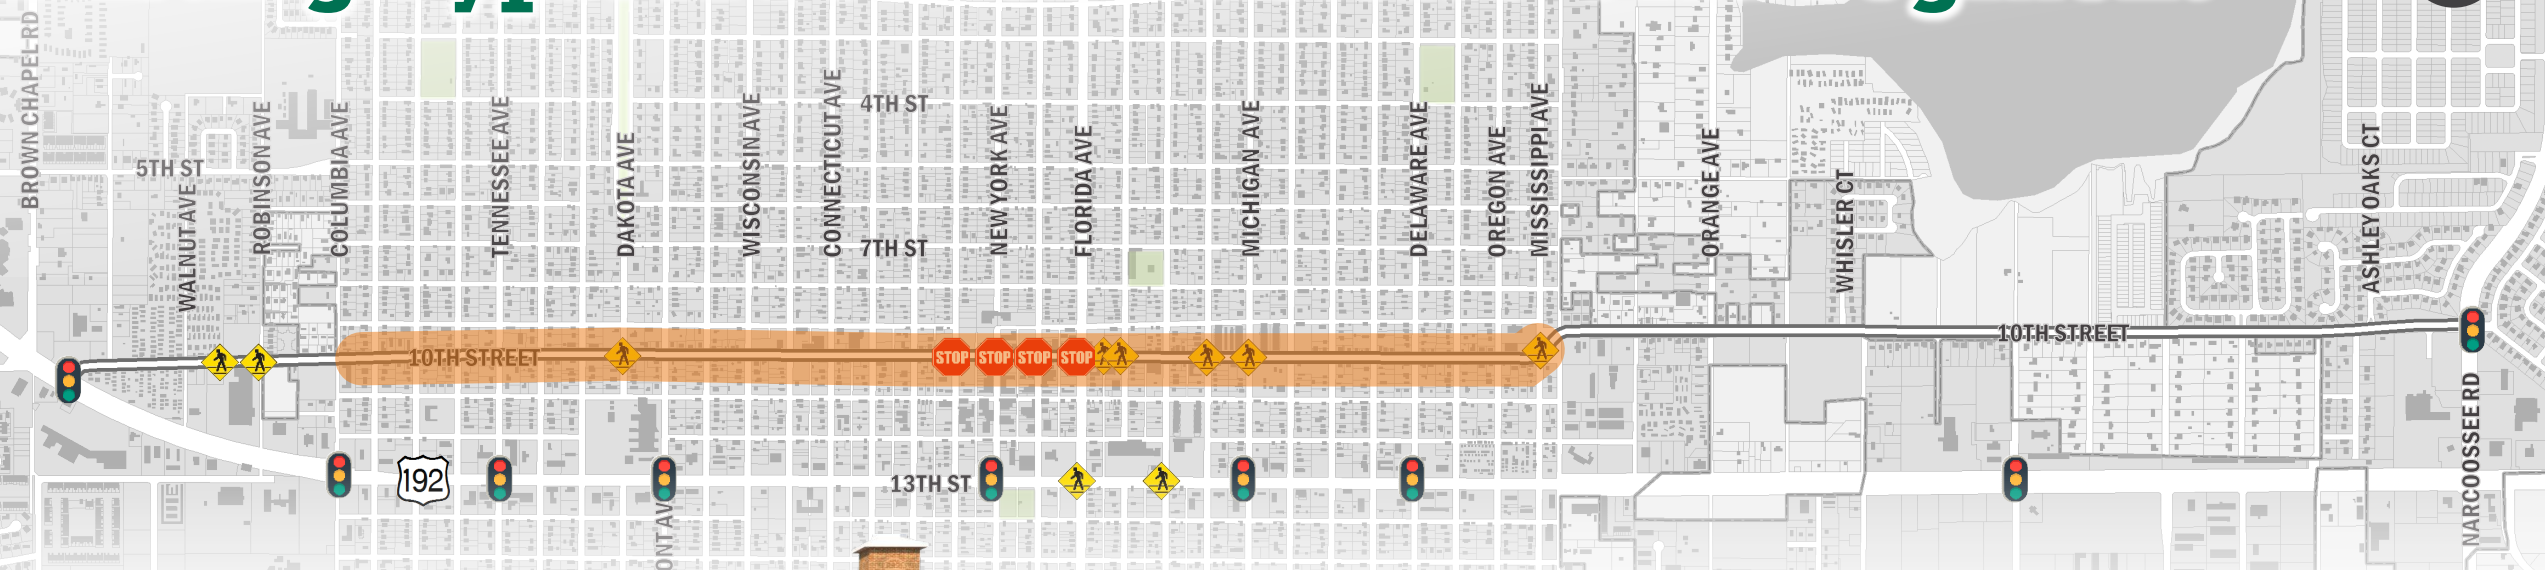 BROWN CHAPEL RD
5TH ST
WALNUT AVE
ROBINSON AVE
COLUMBIA AVE
TENNESSEE AVE
DAKOTA AVE
WISCONSIN AVE
CONNECTICUT AVE
4TH ST
7TH ST
NEW YORK AVE
FLORIDA AVE
MICHIGAN AVE
DELAWARE AVE
OREGON AVE
MISSISSIPPI AVE
ORANGE AVE
WHISLER CT
ASHLEY OAKS CT
10TH STREET
STOP
STOP
STOP
STOP
10TH STREET
192
13TH ST
NARCOOSSEE RD